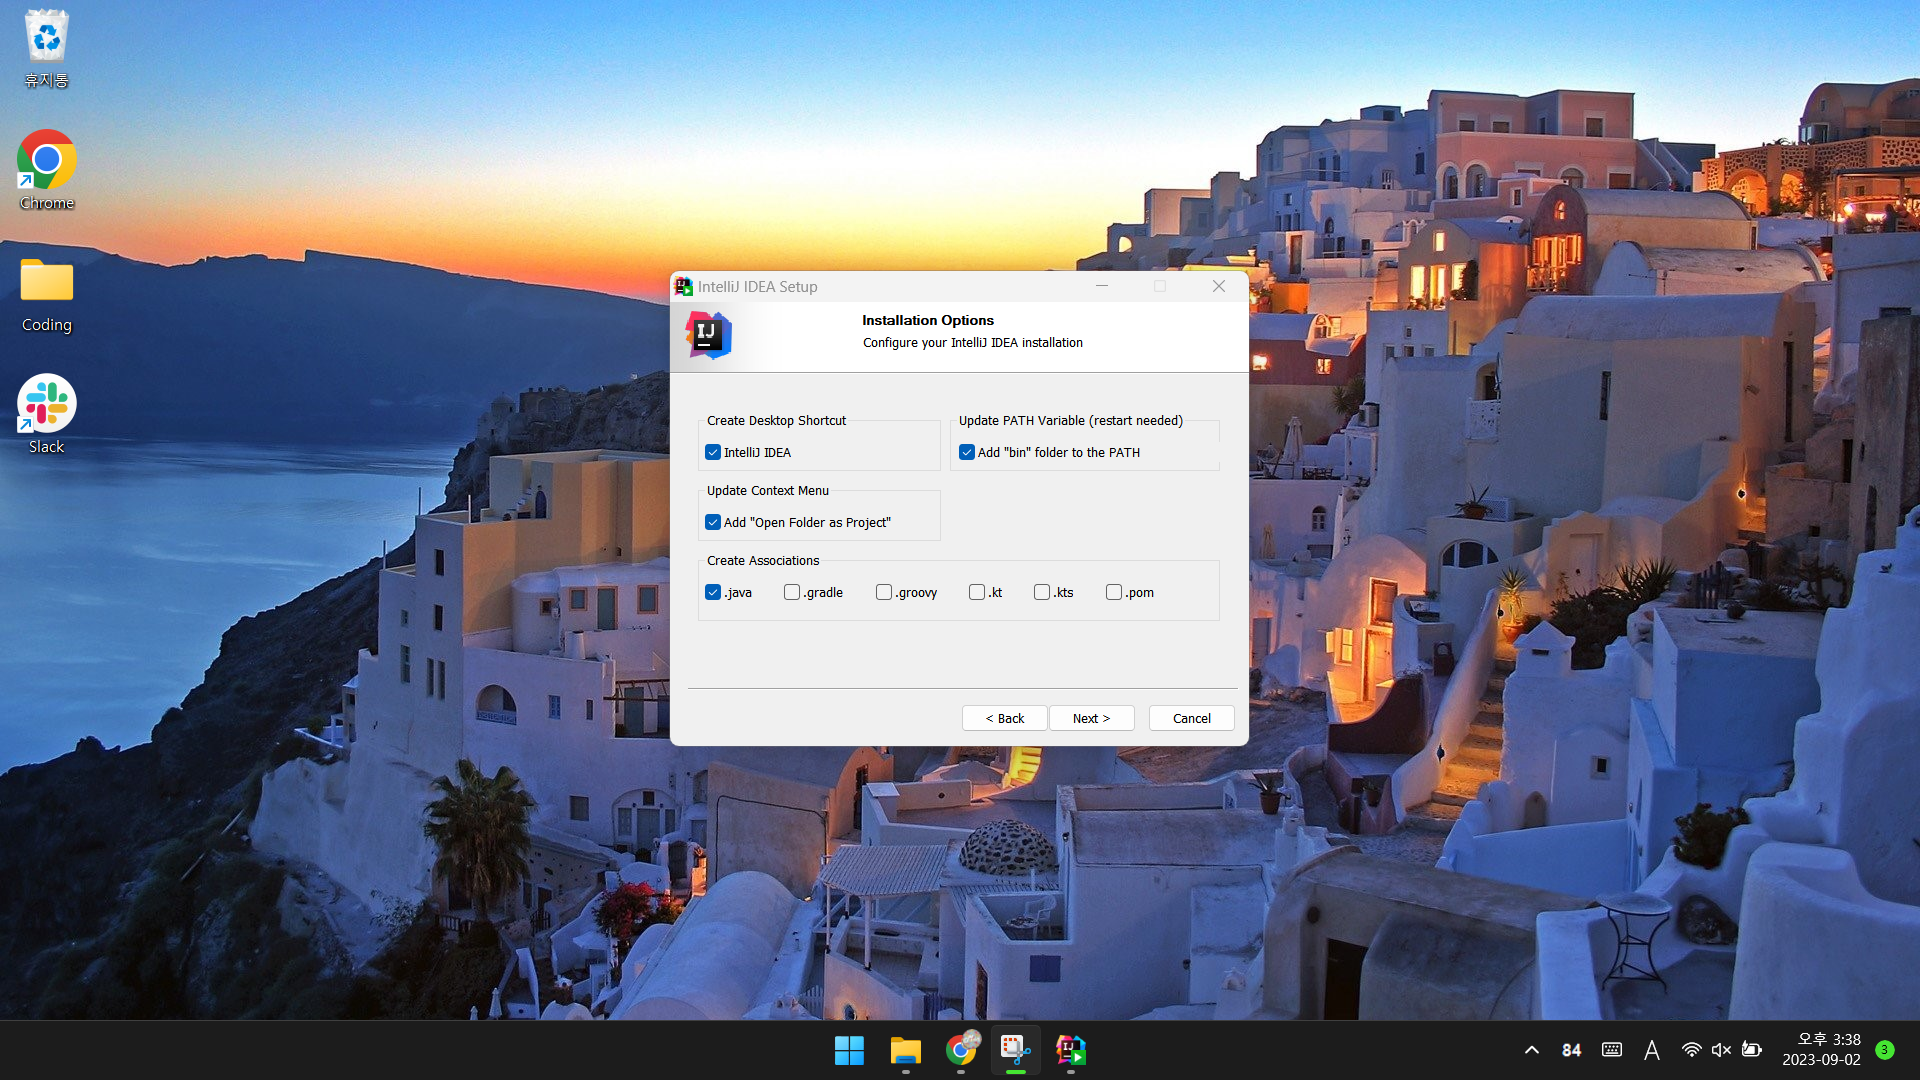 휴지통
Chrome
Coding
Slack
IntelliJ IDEA Setup
IJ
Installation Options
Configure your IntelliJ IDEA installation
Create Desktop Shortcut
IntelliJ IDEA
Update PATH Variable (restart needed)
Add "bin" folder to the PATH
Update Context Menu
Add "Open Folder as Project"
Create Associations
.java .gradle .groovy .kt .kts .pom
< Back Next > Cancel
84
A
오후 3:38
2023-09-02
3